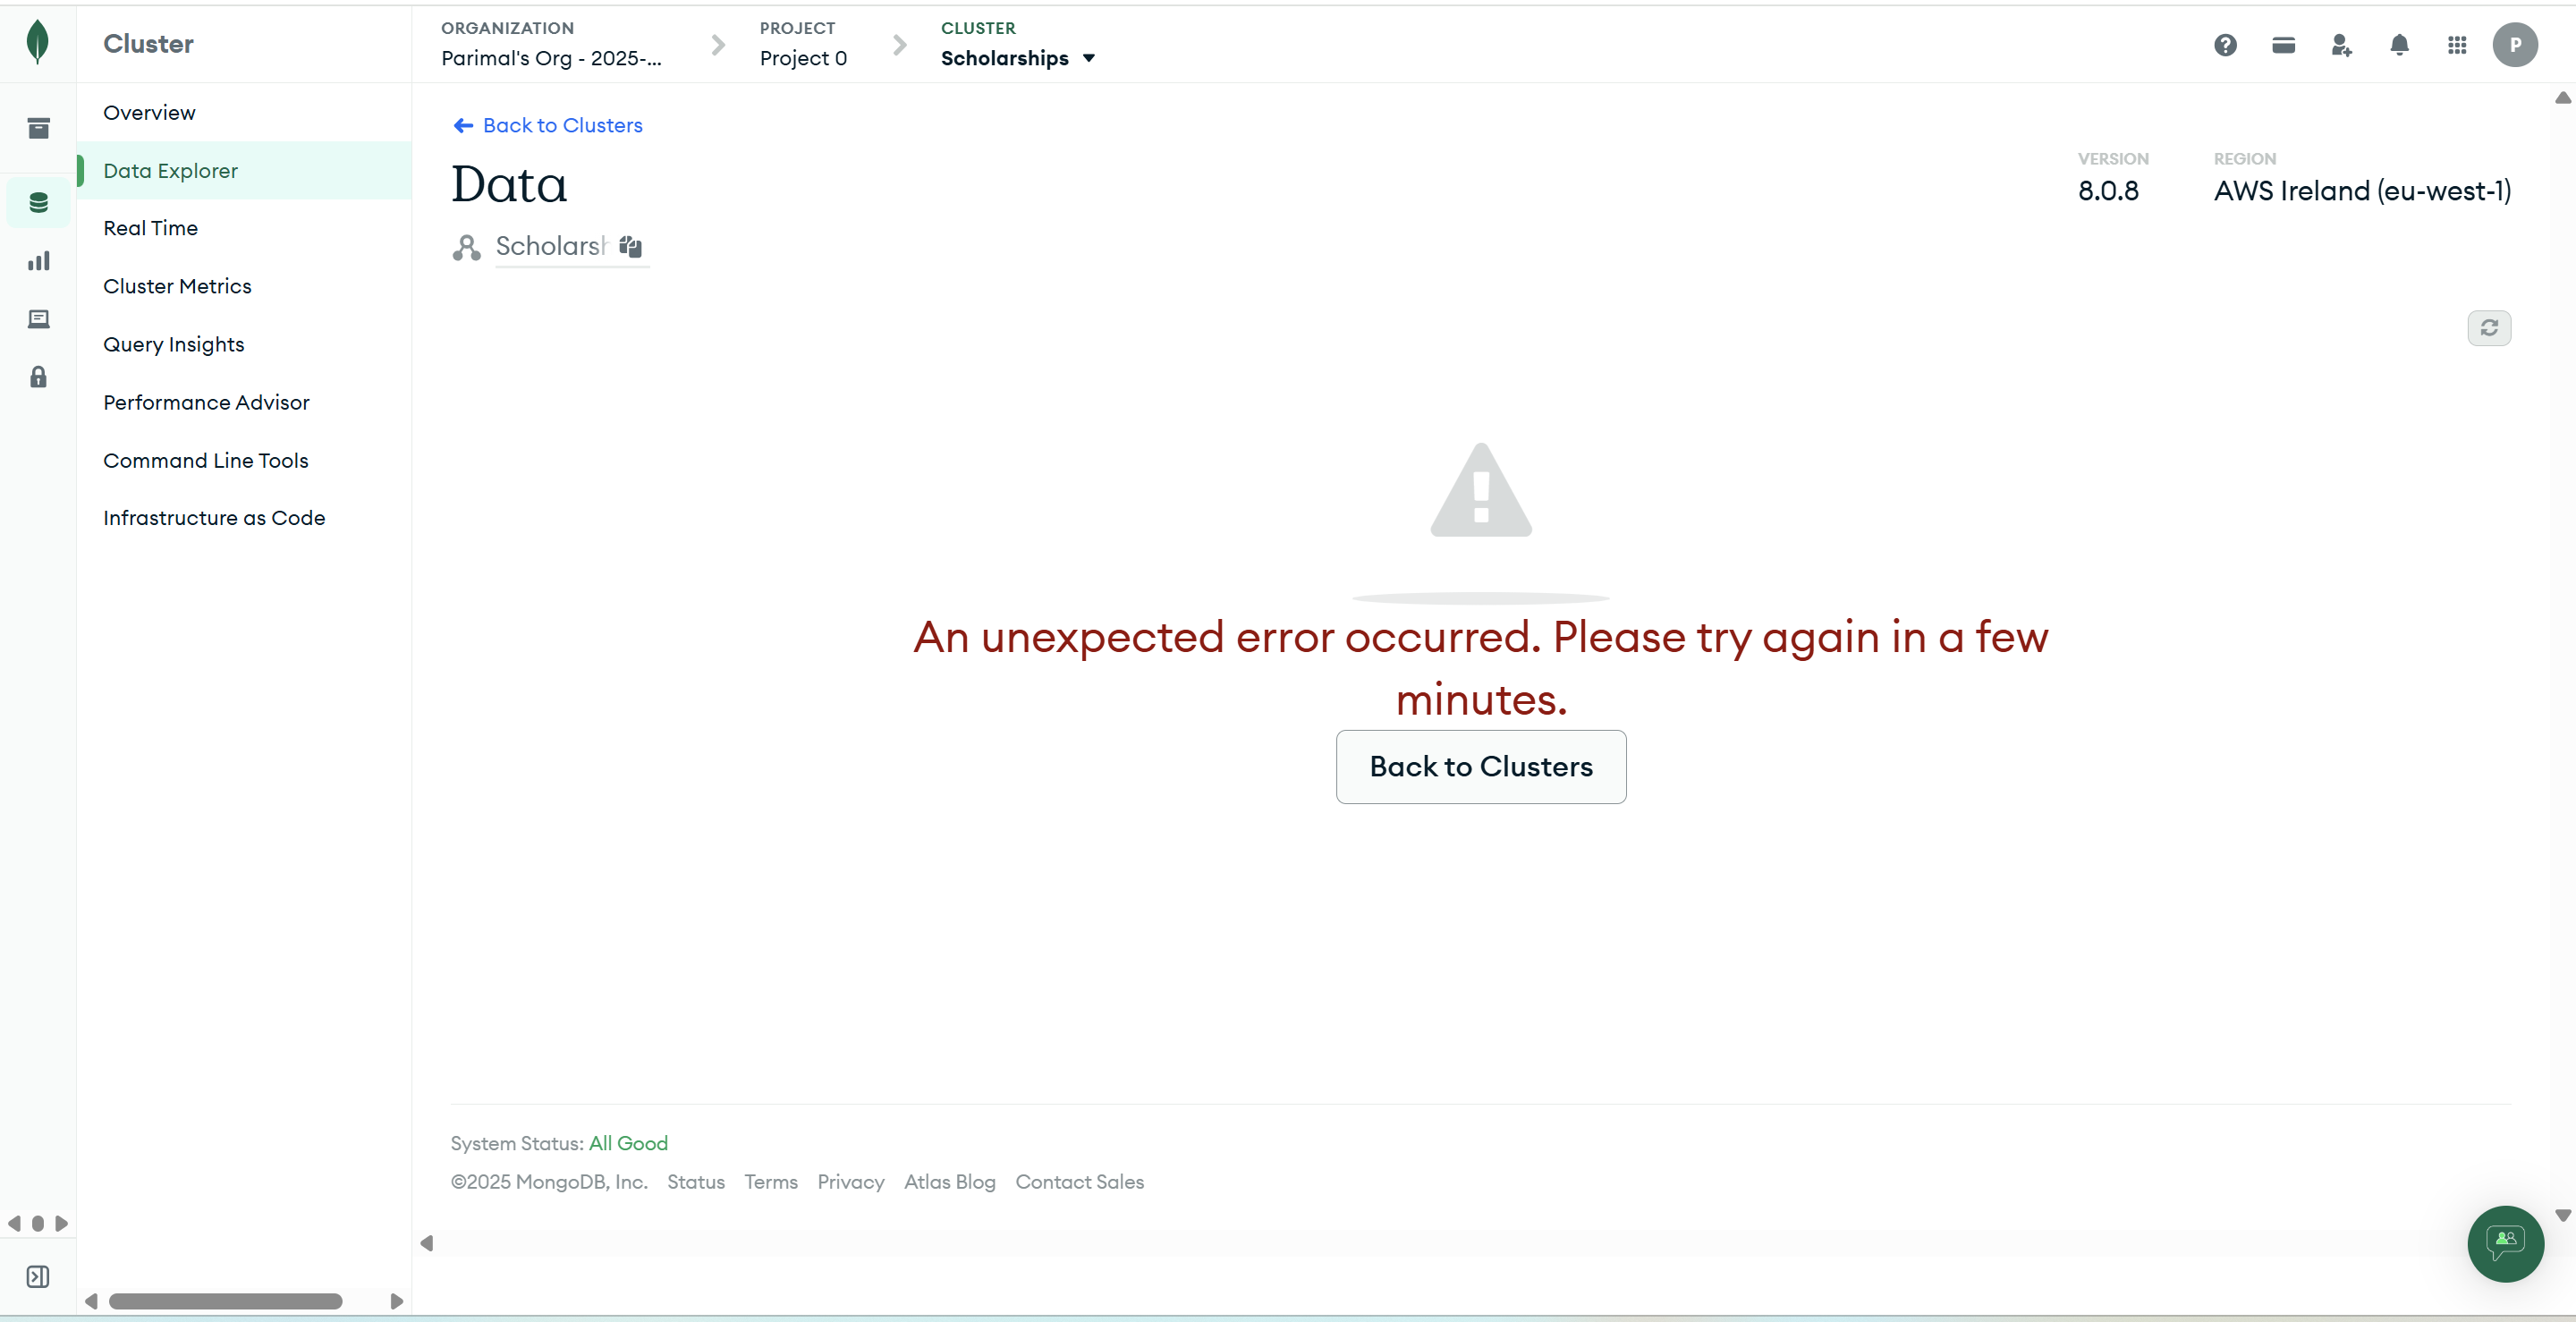 Cluster
ORGANIZATION
Parimal's Org - 2025-...
PROJECT
Project 0
CLUSTER
Scholarships
P
Overview
Data Explorer
Real Time
Cluster Metrics
Query Insights
Performance Advisor
Command Line Tools
Infrastructure as Code
Back to Clusters
Data
VERSION
8.0.8
REGION
AWS Ireland (eu-west-1)
Scholarsh
An unexpected error occurred. Please try again in a few
minutes.
Back to Clusters
System Status: All Good
©2025 MongoDB, Inc. Status Terms Privacy Atlas Blog Contact Sales